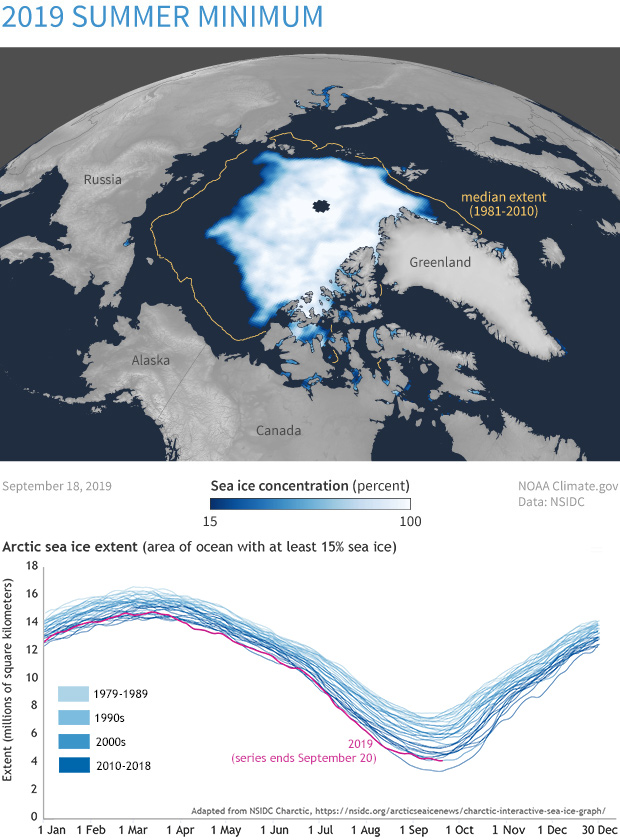 2019 SUMMER MINIMUM
Russia
median extent
(1981-2010)
Greenland
Alaska
Canada
September 18, 2019
Sea ice concentration (percent)
15
100
NOAA Climate.gov
Data: NSIDC
Arctic sea ice extent (area of ocean with at least 15% sea ice)
Extent (millions of square kilometers)
18
16
14
12
10
8
6
4
2
0
1979-1989
1990s
2000s
2010-2018
2019
(series ends September 20)
Adapted from NSIDC Charctic, https://nsidc.org/arcticseaicenews/charctic-interactive-sea-ice-graph/
1 Jan
1 Feb
1 Mar
1 Apr
1 May
1 Jun
1 Jul
1 Aug
1 Sep
1 Oct
1 Nov
1 Dec
30 Dec